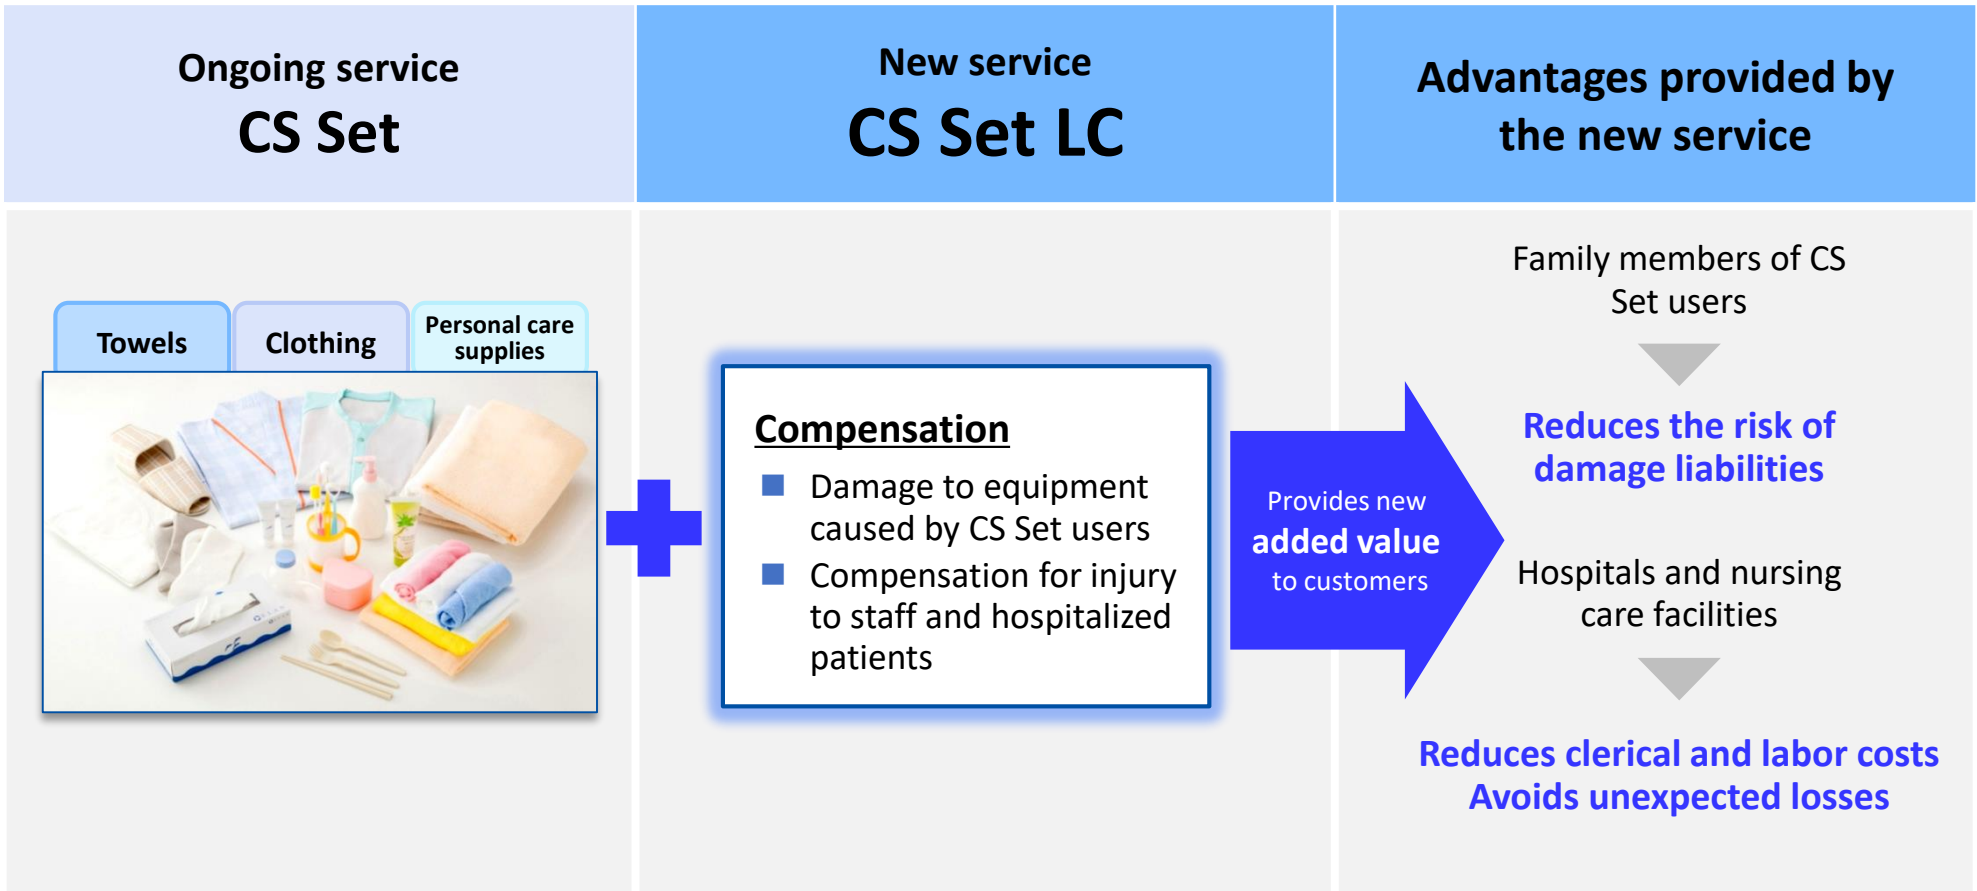 Ongoing service
CS Set
New service
CS Set LC
Advantages provided by
the new service
Towels
Clothing
Personal care
supplies
Compensation
Damage to equipment
caused by CS Set users
Compensation for injury
to staff and hospitalized
patients
Provides new
added value
to customers
Family members of CS
Set users
Reduces the risk of
damage liabilities
Hospitals and nursing
care facilities
Reduces clerical and labor costs
Avoids unexpected losses